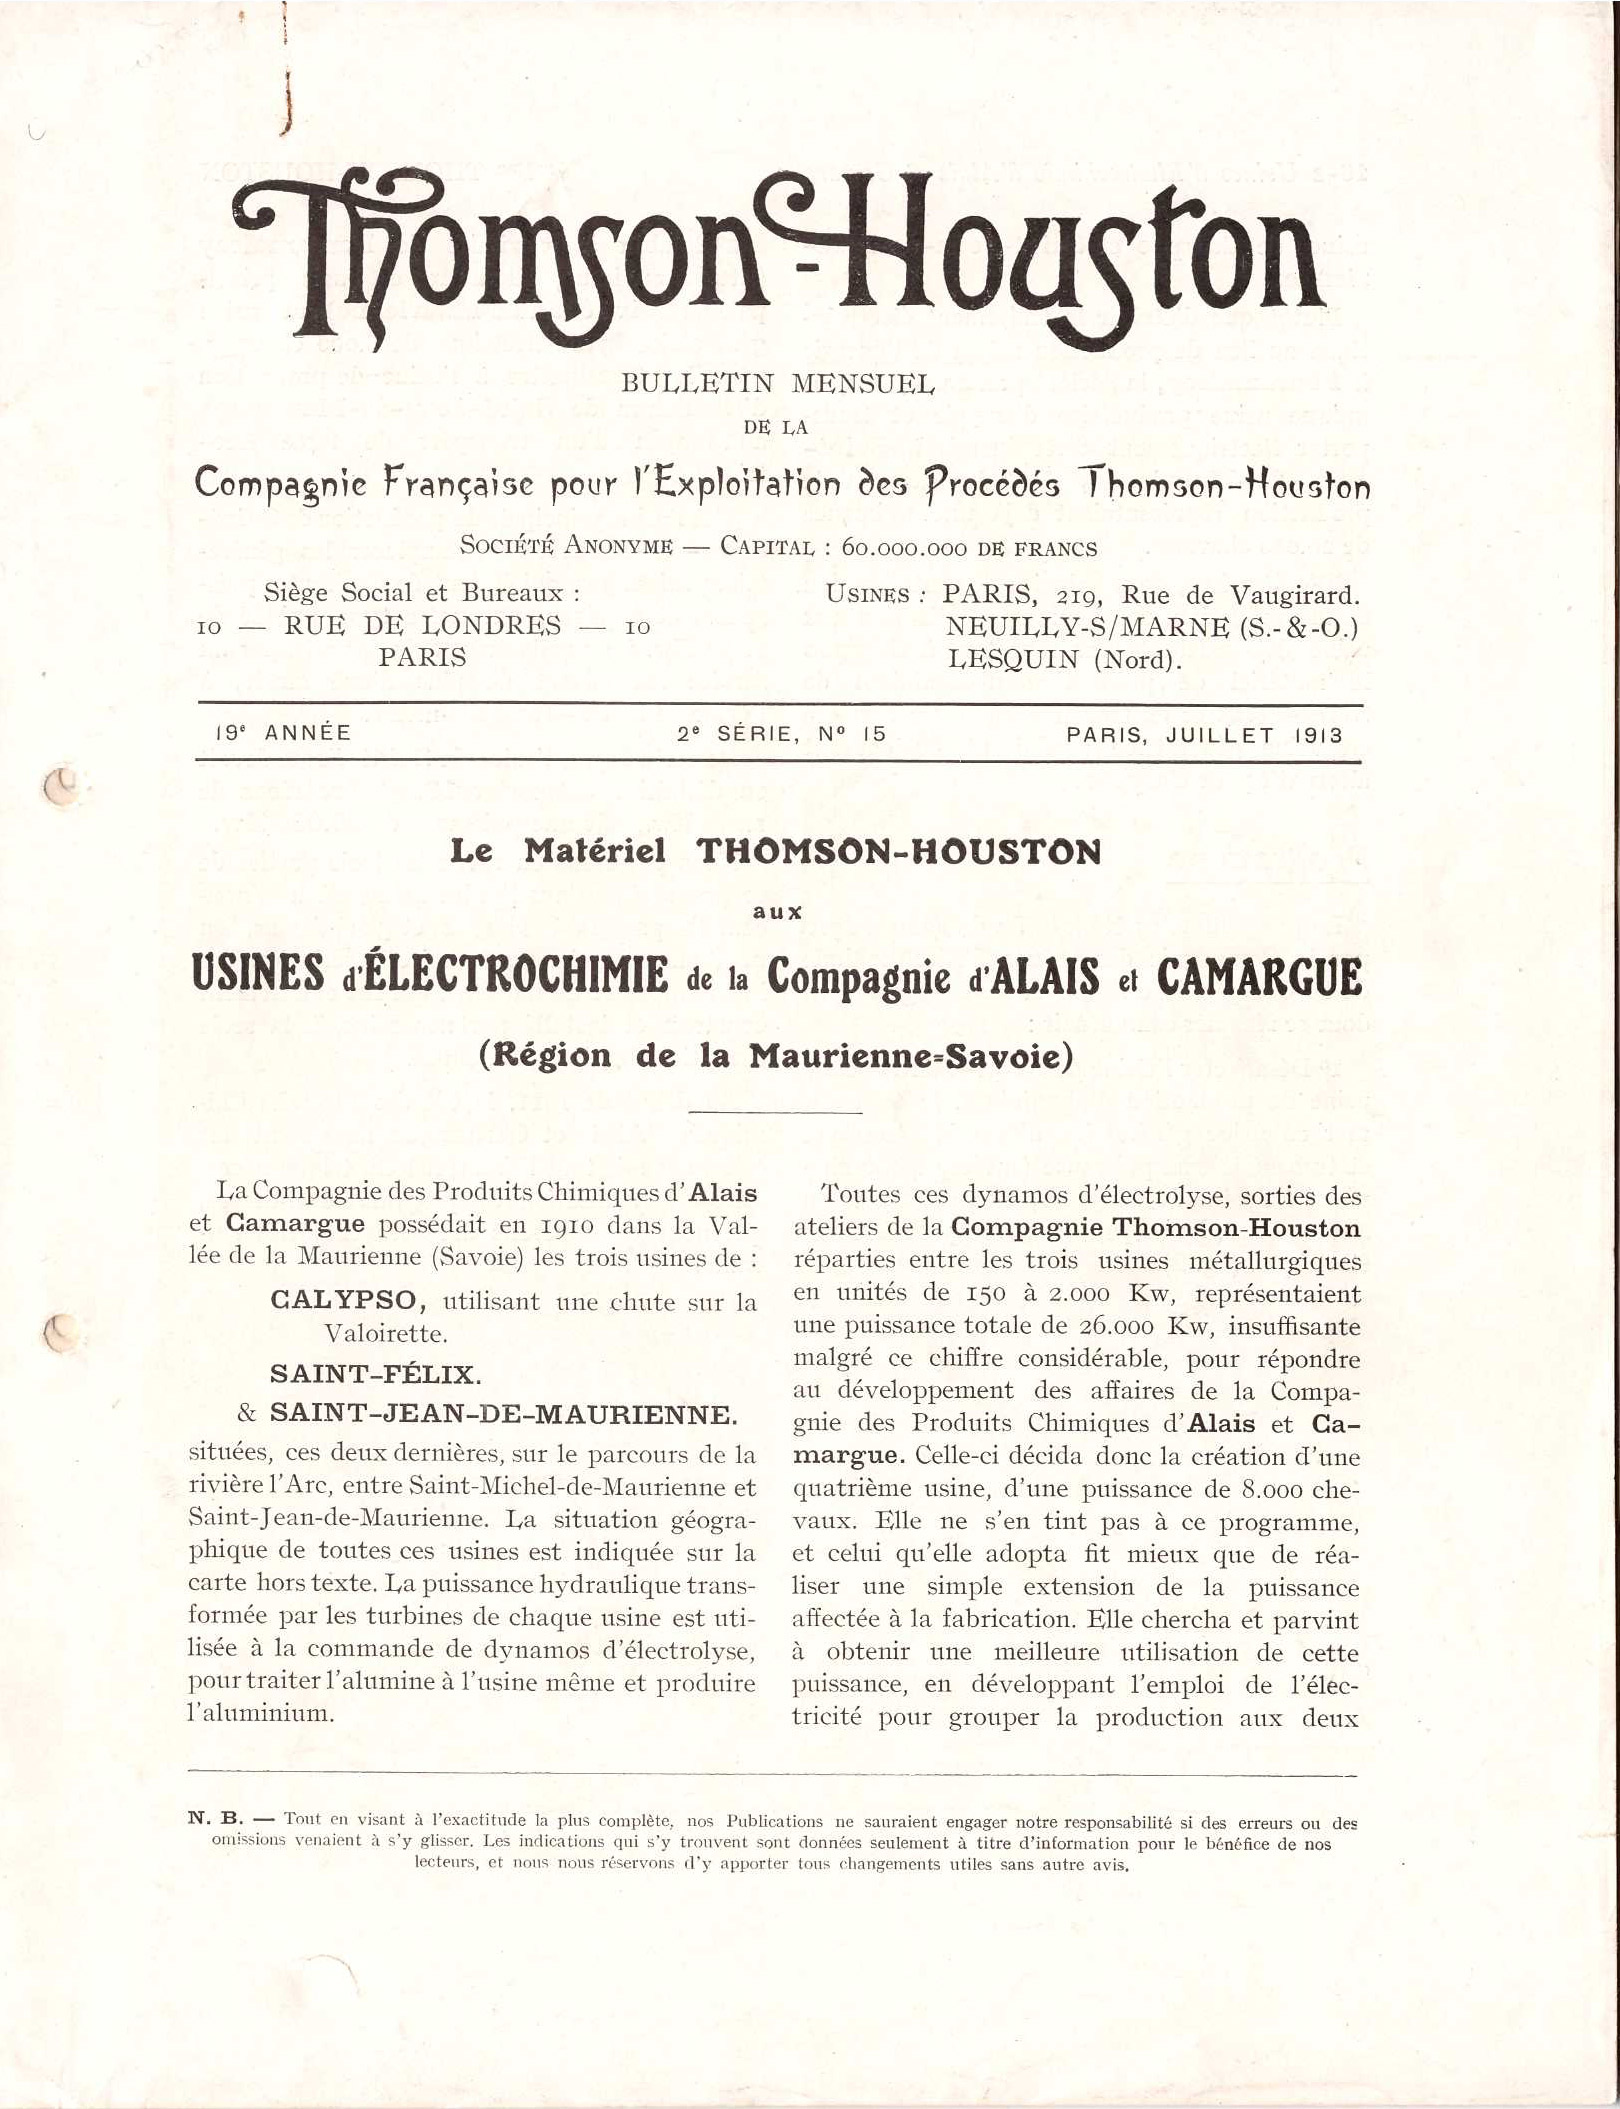 Thomson-Houston
BULLETIN MENSUEL
DE LA
Compagnie Française pour l'Exploitation des Procédés Thomson-Houston
SOCIÉTÉ ANONYME — CAPITAL : 60.000.000 DE FRANCS
Siège Social et Bureaux :
10 — RUE DE LONDRES — 10
PARIS
USINES : PARIS, 219, Rue de Vaugirard.
NEUILLY-S/MARNE (S.-&-O.)
LESQUIN (Nord).
19e ANNÉE 2e SÉRIE, No 15 PARIS, JUILLET 1913
Le Matériel THOMSON-HOUSTON
aux
USINES d'ÉLECTROCHIMIE de la Compagnie d'ALAIS et CAMARGUE
(Région de la Maurienne=Savoie)
La Compagnie des Produits Chimiques d'Alais
et Camargue possédait en 1910 dans la Val-
lée de la Maurienne (Savoie) les trois usines de :
CALYPSO, utilisant une chute sur la
Valoirette.
SAINT-FÉLIX.
& SAINT-JEAN-DE-MAURIENNE.
situées, ces deux dernières, sur le parcours de la
rivière l'Arc, entre Saint-Michel-de-Maurienne et
Saint-Jean-de-Maurienne. La situation géogra-
phique de toutes ces usines est indiquée sur la
carte hors texte. La puissance hydraulique trans-
formée par les turbines de chaque usine est uti-
lisée à la commande de dynamos d'électrolyse,
pour traiter l'alumine à l'usine même et produire
l'aluminium.
Toutes ces dynamos d'électrolyse, sorties des
ateliers de la Compagnie Thomson-Houston
réparties entre les trois usines métallurgiques
en unités de 150 à 2.000 Kw, représentaient
une puissance totale de 26.000 Kw, insuffisante
malgré ce chiffre considérable, pour répondre
au développement des affaires de la Compa-
gnie des Produits Chimiques d'Alais et Ca-
margue. Celle-ci décida donc la création d'une
quatrième usine, d'une puissance de 8.000 che-
vaux. Elle ne s'en tint pas à ce programme,
et celui qu'elle adopta fit mieux que de réa-
liser une simple extension de la puissance
affectée à la fabrication. Elle chercha et parvint
à obtenir une meilleure utilisation de cette
puissance, en développant l'emploi de l'élec-
tricité pour grouper la production aux deux
N. B. — Tout en visant à l'exactitude la plus complète, nos Publications ne sauraient engager notre responsabilité si des erreurs ou des
omissions venaient à s'y glisser. Les indications qui s'y trouvent sont données seulement à titre d'information pour le bénéfice de nos
lecteurs, et nous nous réservons d'y apporter tous changements utiles sans autre avis.